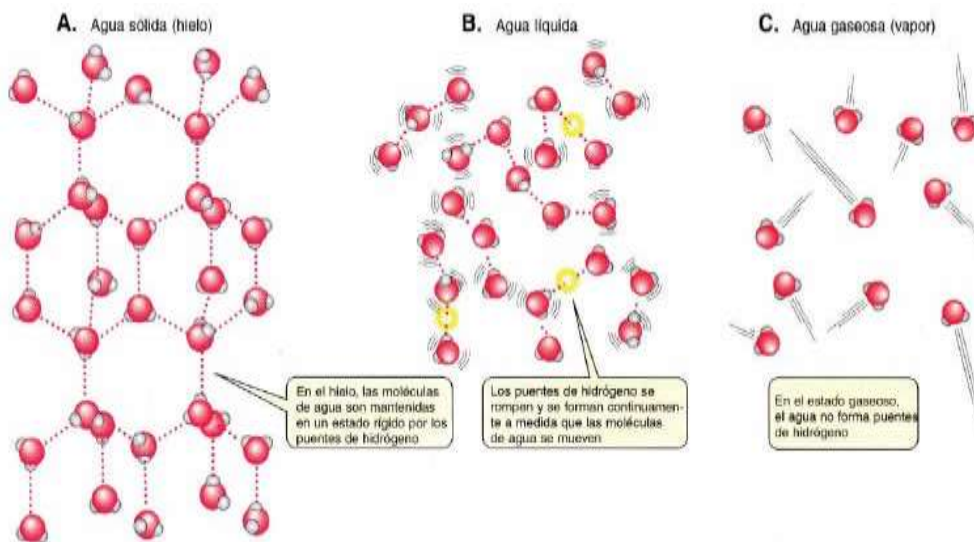 A. Agua sólida (hielo)
B. Agua líquida
C. Agua gaseosa (vapor)
En el hielo, las moléculas
de agua son mantenidas
en un estado rígido por los
puentes de hidrógeno
Los puentes de hidrógeno se
rompen y se forman continuamen-
te a medida que las moléculas
de agua se mueven
En el estado gaseoso,
el agua no forma puentes
de hidrógeno